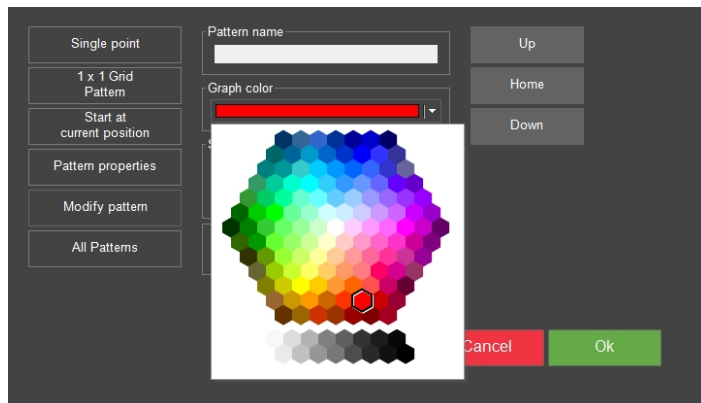 Single point
1 x 1 Grid
Pattern
Start at
current position
Pattern properties
Modify pattern
All Patterns
Pattern name
Graph color
Up
Home
Down
Cancel
Ok